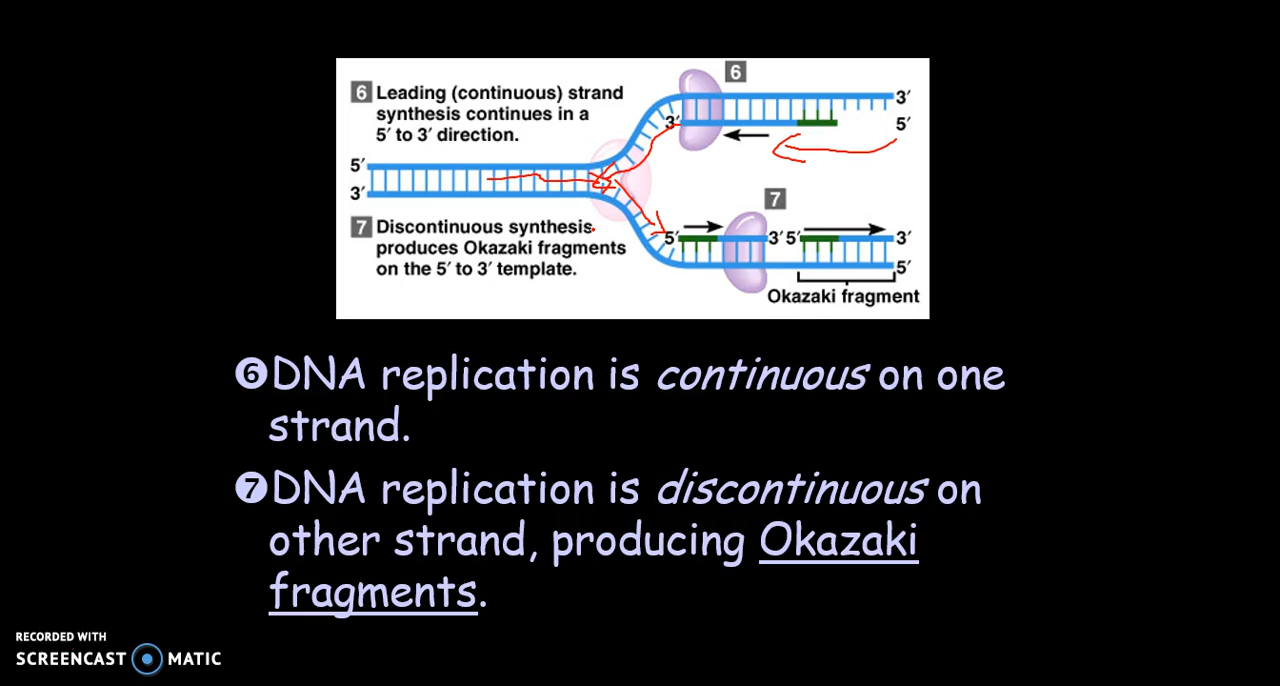 6
6 Leading (continuous) strand
synthesis continues in a
5′ to 3′ direction.
3′
3′
5′
5′
3′
7
7 Discontinuous synthesis
produces Okazaki fragments
on the 5′ to 3′ template.
5′ 3′ 5′ 3′
5′
Okazaki fragment
❻DNA replication is continuous on one
strand.
❼DNA replication is discontinuous on
other strand, producing Okazaki
fragments.
RECORDED WITH
SCREENCAST MATIC